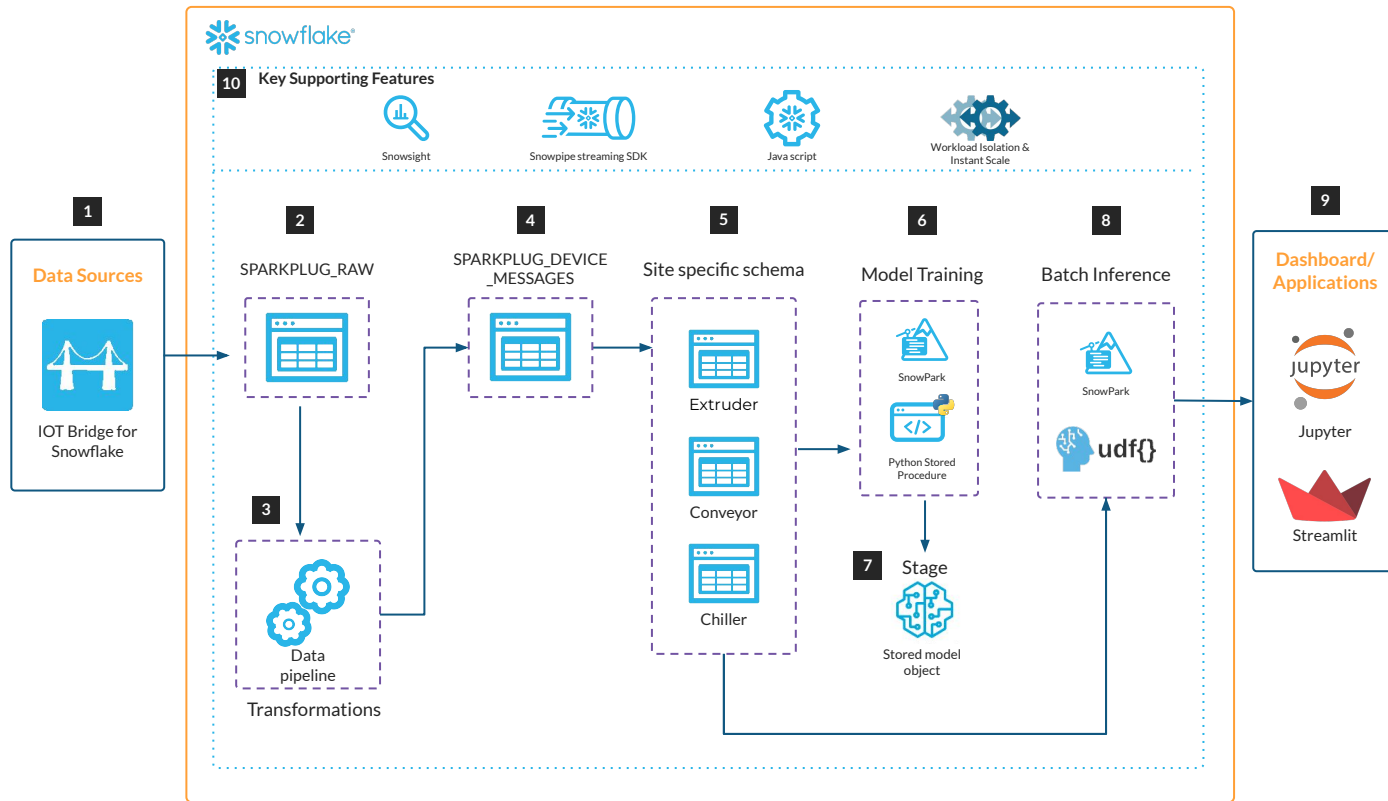 snowflake®
10
Key Supporting Features
Snowsight
Snowpipe streaming SDK
Java script
Workload Isolation &
Instant Scale
1
Data Sources
IOT Bridge for
Snowflake
2
SPARKPLUG_RAW
3
Data
pipeline
Transformations
4
SPARKPLUG_DEVICE
_MESSAGES
5
Site specific schema
Extruder
Conveyor
Chiller
6
Model Training
SnowPark
</>
Python Stored
Procedure
7
Stage
Stored model
object
8
Batch Inference
SnowPark
udf{}
9
Dashboard/
Applications
jupyter
Jupyter
Streamlit